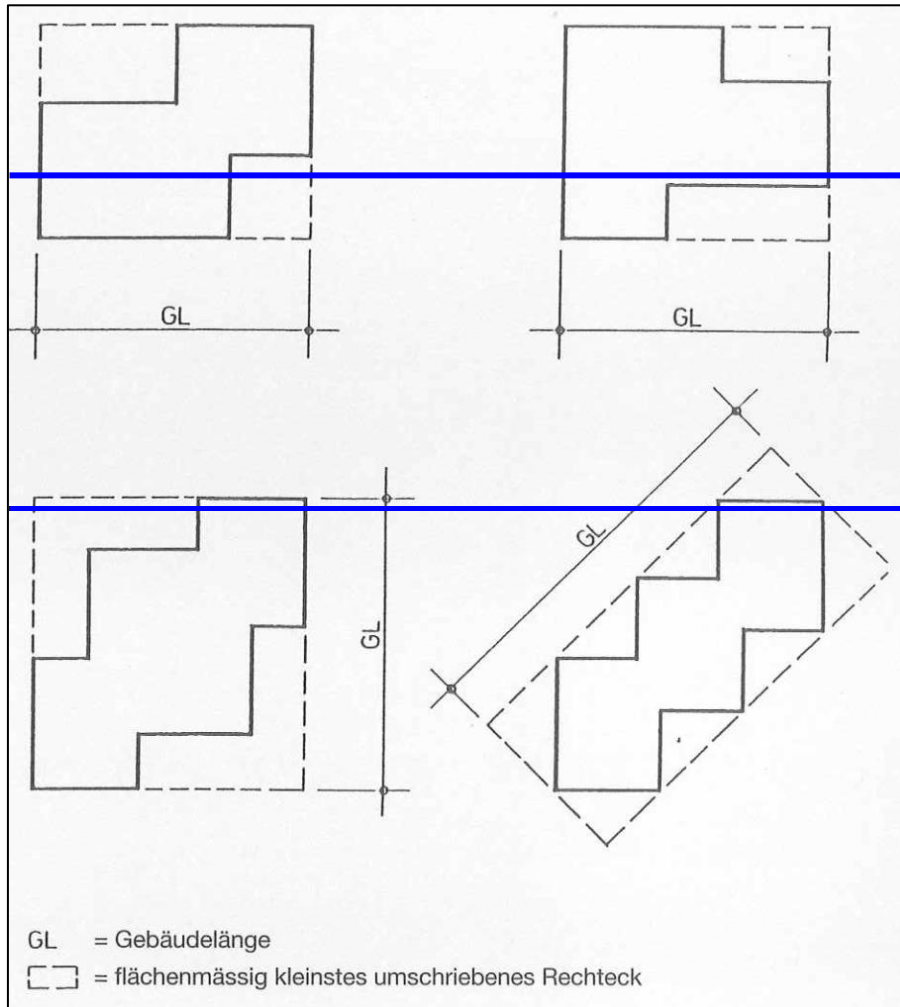 GL
GL
GL
GL
GL = Gebäudelänge
= flächenmässig kleinstes umschriebenes Rechteck